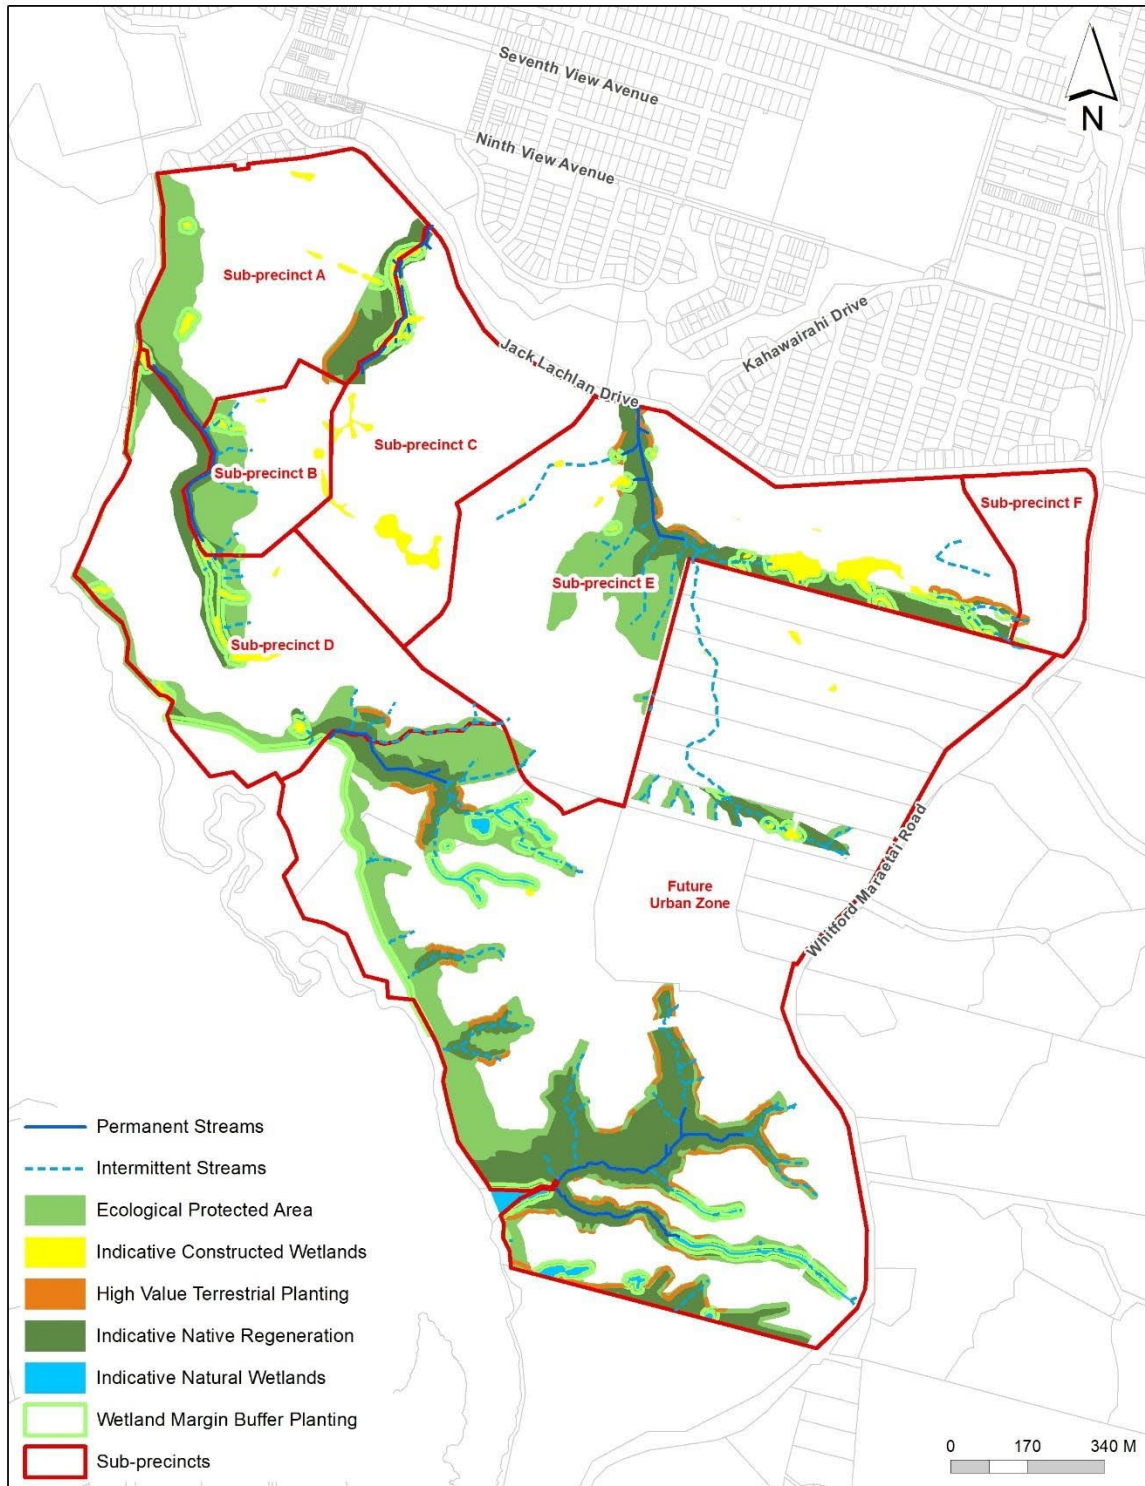 Seventh View Avenue
Ninth View Avenue
N
Sub-precinct A
Kahawairahi Drive
Jack Lachlan Drive
Sub-precinct C
Sub-precinct B
Sub-precinct F
Sub-precinct E
Sub-precinct D
Whitford Maraetai Road
Future
Urban Zone
Permanent Streams
Intermittent Streams
Ecological Protected Area
Indicative Constructed Wetlands
High Value Terrestrial Planting
Indicative Native Regeneration
Indicative Natural Wetlands
Wetland Margin Buffer Planting
Sub-precincts
0 170 340 M